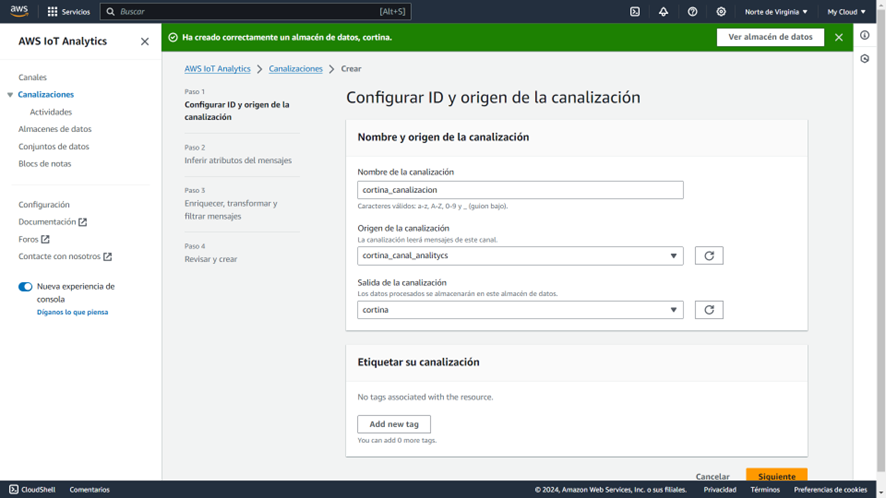 aws
Servicios
Buscar
[Alt+S]
Norte de Virginia
My Cloud
AWS IoT Analytics
Canales
Canalizaciones
Actividades
Almacenes de datos
Conjuntos de datos
Blocs de notas
Configuración
Documentación
Foros
Contacte con nosotros
Nueva experiencia de
consola
Díganos lo que piensa
Ha creado correctamente un almacén de datos, cortina.
Ver almacén de datos
AWS IoT Analytics > Canalizaciones > Crear
Paso 1
Configurar ID y origen de la
canalización
Paso 2
Inferir atributos del mensajes
Paso 3
Enriquecer, transformar y
filtrar mensajes
Paso 4
Revisar y crear
Configurar ID y origen de la canalización
Nombre y origen de la canalización
Nombre de la canalización
cortina_canalizacion
Caracteres válidos: a-z, A-Z, 0-9 y _ (guion bajo).
Origen de la canalización
La canalización leerá mensajes de este canal.
cortina_canal_analitycs
Salida de la canalización
Los datos procesados se almacenarán en este almacén de datos.
cortina
Etiquetar su canalización
No tags associated with the resource.
Add new tag
You can add 0 more tags.
Cancelar
Siguiente
CloudShell
Comentarios
© 2024, Amazon Web Services, Inc. o sus filiales.
Privacidad
Términos
Preferencias de cookies